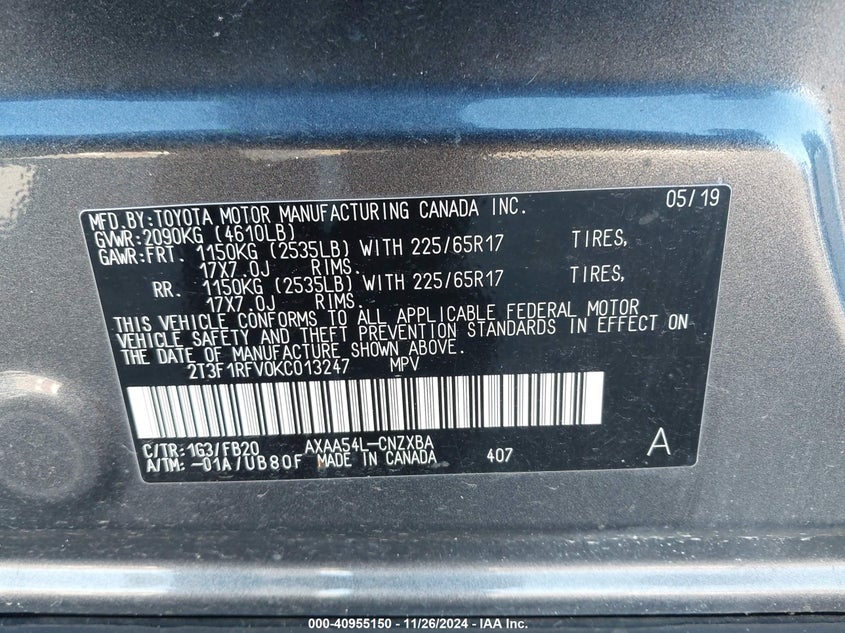 MFD.BY:TOYOTA MOTOR MANUFACTURING CANADA INC. 05/19
GVWR:2090KG (4610LB)
GAWR:FRT. 1150KG (2535LB) WITH 225/65R17 TIRES,
17X7.0J RIMS.
RR. 1150KG (2535LB) WITH 225/65R17 TIRES,
17X7.0J RIMS.
THIS VEHICLE CONFORMS TO ALL APPLICABLE FEDERAL MOTOR
VEHICLE SAFETY AND THEFT PREVENTION STANDARDS IN EFFECT ON
THE DATE OF MANUFACTURE SHOWN ABOVE.
2T3F1RFV0KC013247 MPV
C/TR:1G3/FB20 AXAA54L-CNZXBA A
A/TM:-01A/UB80F MADE IN CANADA 407
000-40955150 - 11/26/2024 - IAA Inc.